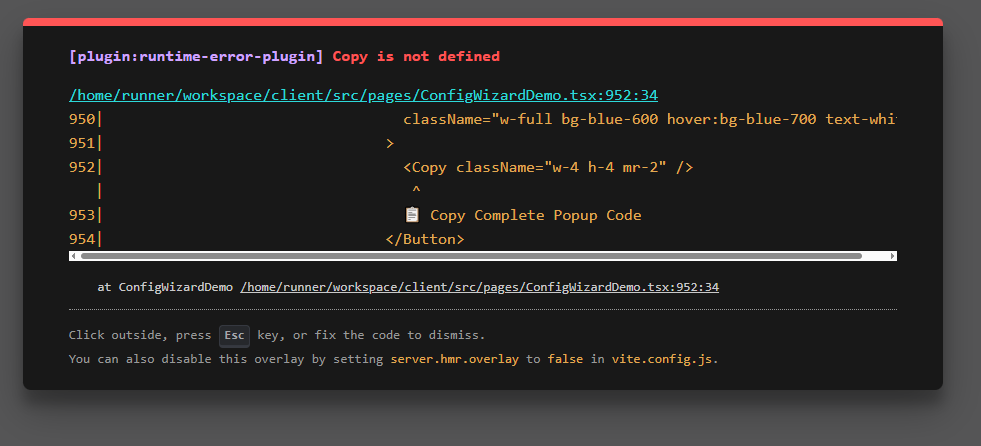 [plugin:runtime-error-plugin] Copy is not defined
/home/runner/workspace/client/src/pages/ConfigWizardDemo.tsx:952:34
950| className="w-full bg-blue-600 hover:bg-blue-700 text-whi
951| >
952| <Copy className="w-4 h-4 mr-2" />
| ^
953| 📋 Copy Complete Popup Code
954| </Button>
at ConfigWizardDemo /home/runner/workspace/client/src/pages/ConfigWizardDemo.tsx:952:34
Click outside, press Esc key, or fix the code to dismiss.
You can also disable this overlay by setting server.hmr.overlay to false in vite.config.js.